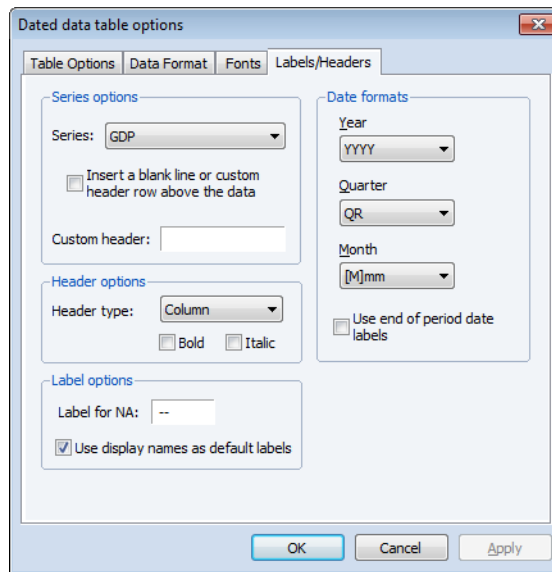 Dated data table options
Table Options
Data Format
Fonts
Labels/Headers
Series options
Series:
GDP
Insert a blank line or custom
header row above the data
Custom header:
Header options
Header type:
Column
Bold
Italic
Label options
Label for NA:
--
Use display names as default labels
Date formats
Year
YYYY
Quarter
QR
Month
[M]mm
Use end of period date
labels
OK
Cancel
Apply